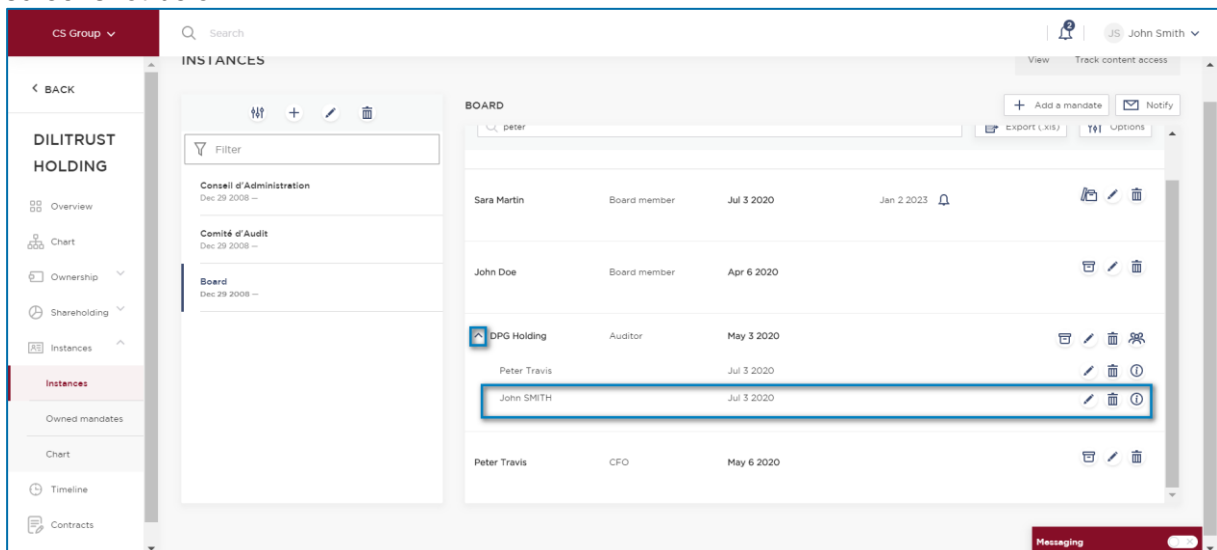 CS Group
Search
2
JS John Smith
INSTANCES
View Track content access
BACK
BOARD
Add a mandate Notify
peter
Export (.xls) Options
DILITRUST
HOLDING
Filter
Conseil d'Administration
Dec 29 2008 —
Sara Martin Board member Jul 3 2020 Jan 2 2023
Overview
Comité d'Audit
Dec 29 2008 —
Chart
Ownership
John Doe Board member Apr 6 2020
Board
Dec 29 2008 —
Shareholding
Instances
DPG Holding Auditor May 3 2020
Peter Travis Jul 3 2020
Instances
John SMITH Jul 3 2020
Owned mandates
Chart
Peter Travis CFO May 6 2020
Timeline
Contracts
Messaging